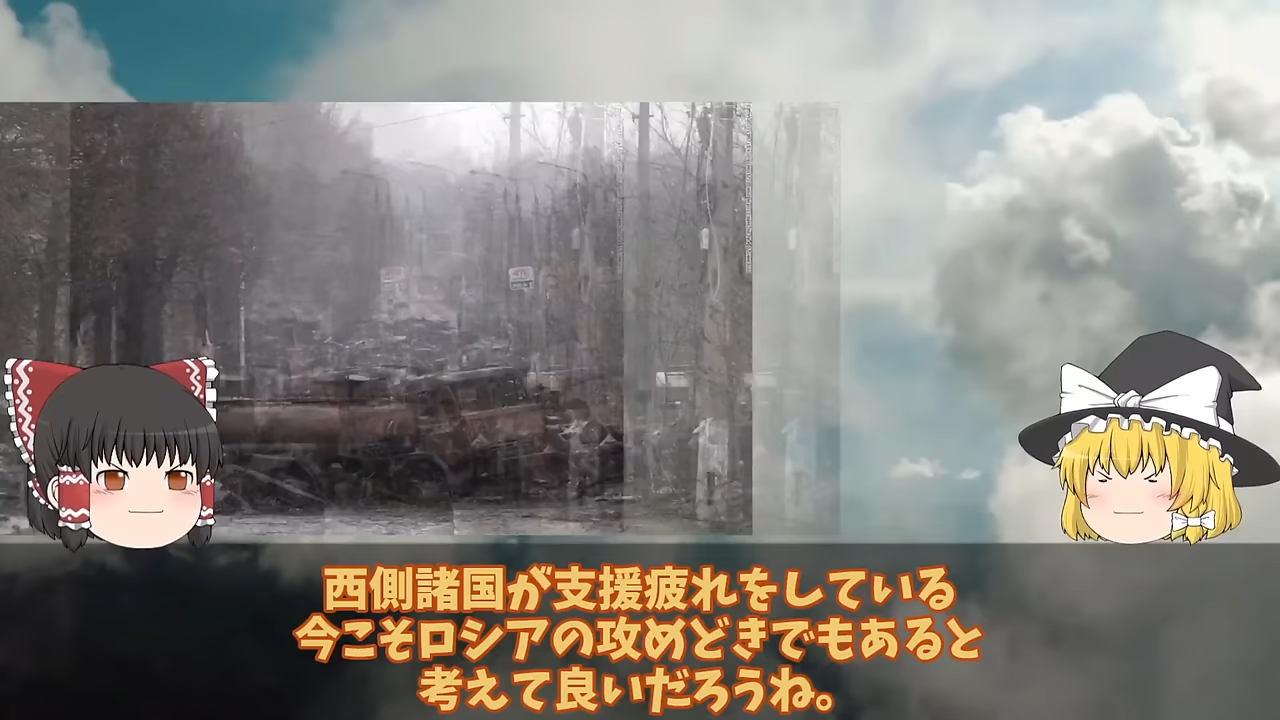 西側諸国が支援疲れをしている
今こそロシアの攻めどきでもあると
考えて良いだろうね。